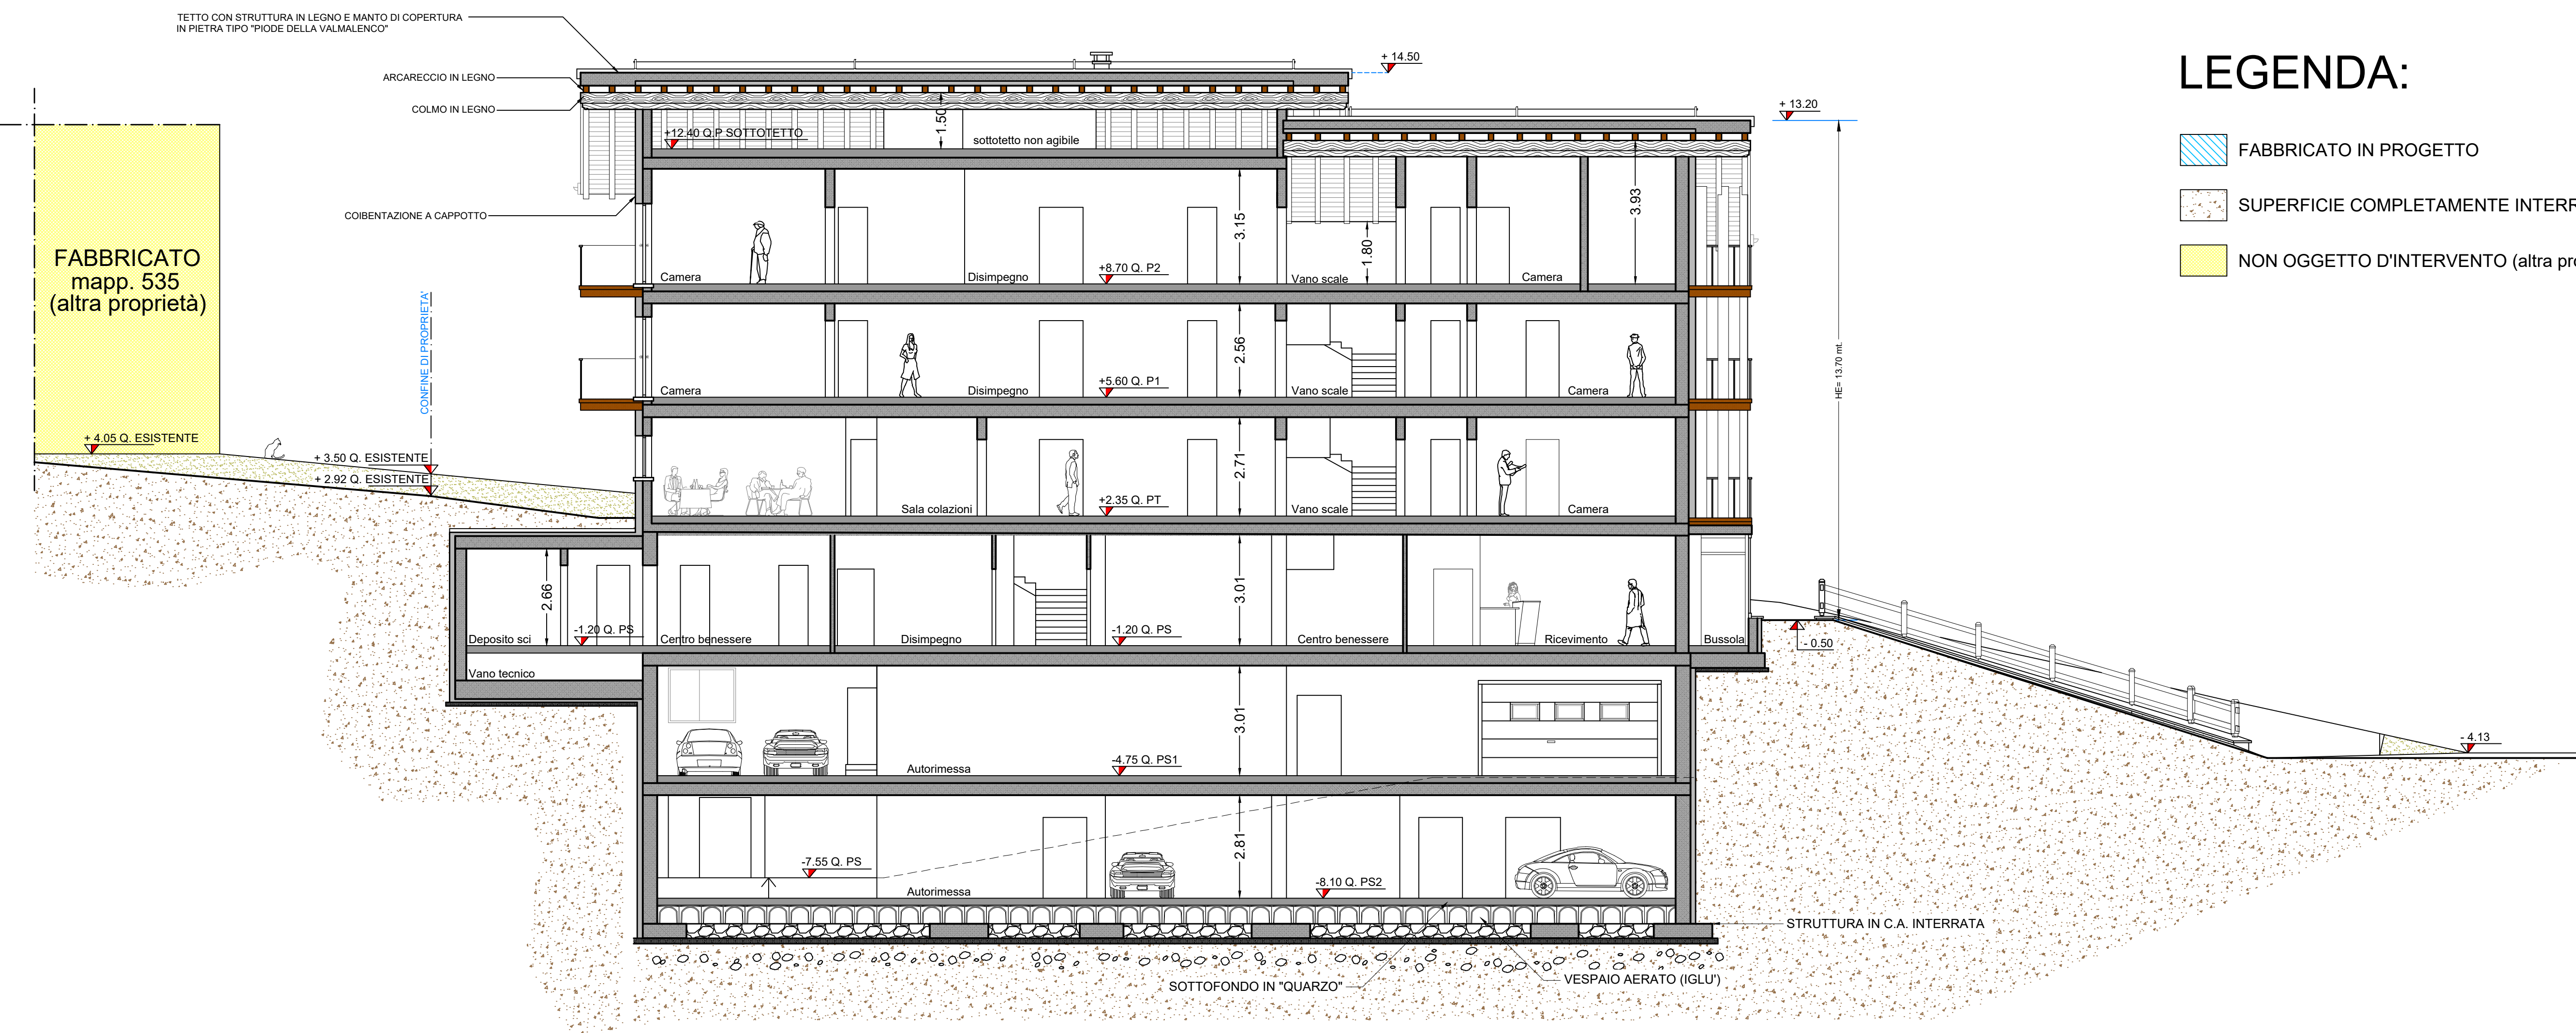 TETTO CON STRUTTURA IN LEGNO E MANTO DI COPERTURA
IN PIETRA TIPO "PIODE DELLA VALMALENCO"
ARCARECCIO IN LEGNO
COLMO IN LEGNO
COIBENTAZIONE A CAPPOTTO
+ 14.50
+ 13.20
LEGENDA:
FABBRICATO IN PROGETTO
SUPERFICIE COMPLETAMENTE INTERR
NON OGGETTO D'INTERVENTO (altra pro
FABBRICATO
mapp. 535
(altra proprietà)
CONFINE DI PROPRIETA'
+ 4.05 Q. ESISTENTE
+ 3.50 Q. ESISTENTE
+ 2.92 Q. ESISTENTE
+12.40 Q.P SOTTOTETTO
1.50
sottotetto non agibile
3.15
1.80
3.93
Camera
Disimpegno
+8.70 Q. P2
Vano scale
Camera
2.56
Camera
Disimpegno
+5.60 Q. P1
Vano scale
Camera
HE= 13.70 mt.
2.71
Sala colazioni
+2.35 Q. PT
Vano scale
Camera
2.66
3.01
Deposito sci
-1.20 Q. PS
Centro benessere
Disimpegno
-1.20 Q. PS
Centro benessere
Ricevimento
Bussola
- 0.50
Vano tecnico
3.01
Autorimessa
-4.75 Q. PS1
- 4.13
2.81
-7.55 Q. PS
Autorimessa
-8.10 Q. PS2
STRUTTURA IN C.A. INTERRATA
VESPAIO AERATO (IGLU')
SOTTOFONDO IN "QUARZO"